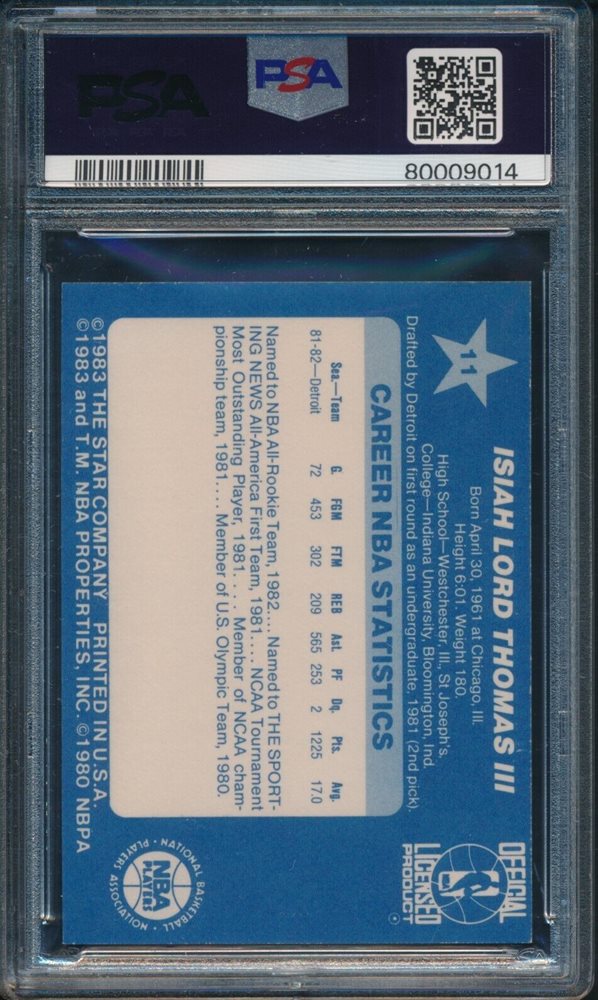 PSA
PSA
80009014
11
ISIAH LORD THOMAS III
Born April 30, 1961 at Chicago, Ill.
Height 6:01. Weight 180.
High School—Westchester, Ill., St Joseph's.
College—Indiana University, Bloomington, Ind.
Drafted by Detroit on first round as an undergraduate, 1981 (2nd pick).
CAREER NBA STATISTICS
Sea.—Team G. FGM FTM REB Ast. PF Dq. Pts. Avg.
81-82—Detroit 72 453 302 209 565 253 2 1225 17.0
Named to NBA All-Rookie Team, 1982. . . . Named to THE SPORT-
ING NEWS All-America First Team, 1981. . . . NCAA Tournament
Most Outstanding Player, 1981. . . . Member of NCAA cham-
pionship team, 1981. . . . Member of U.S. Olympic Team, 1980.
©1983 THE STAR COMPANY PRINTED IN U.S.A.
©1983 and T.M. NBA PROPERTIES, INC. ©1980 NBPA
OFFICIAL
LICENSED
PRODUCT
NATIONAL BASKETBALL
NBA
PLAYERS
PLAYERS ASSOCIATION